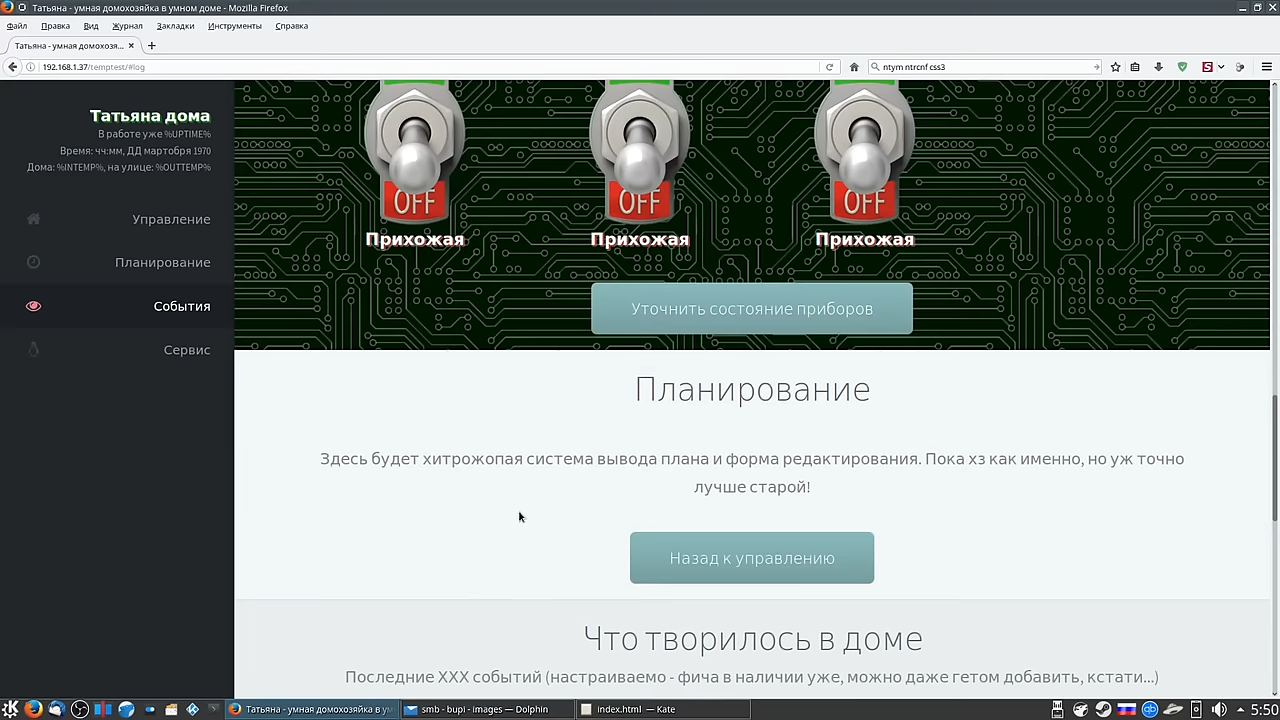 Татьяна - умная домохозяйка в умном доме - Mozilla Firefox
Файл Правка Вид Журнал Закладки Инструменты Справка
Татьяна - умная домохозя...
192.168.1.37/temptest/#log
ntym ntrcnf css3
Татьяна дома
В работе уже %UPTIME%
Время: чч:мм, ДД мартобря 1970
Дома: %INTEMP%, на улице: %OUTTEMP%
Управление
Планирование
События
Сервис
OFF OFF OFF
Прихожая Прихожая Прихожая
Уточнить состояние приборов
Планирование
Здесь будет хитрожопая система вывода плана и форма редактирования. Пока хз как именно, но уж точно
лучше старой!
Назад к управлению
Что творилось в доме
Последние XXX событий (настраиваемо - фича в наличии уже, можно даже гетом добавить, кстати...)
Татьяна - умная домохозяйка в ум
smb - bupi - images — Dolphin
index.html — Kate
5:50